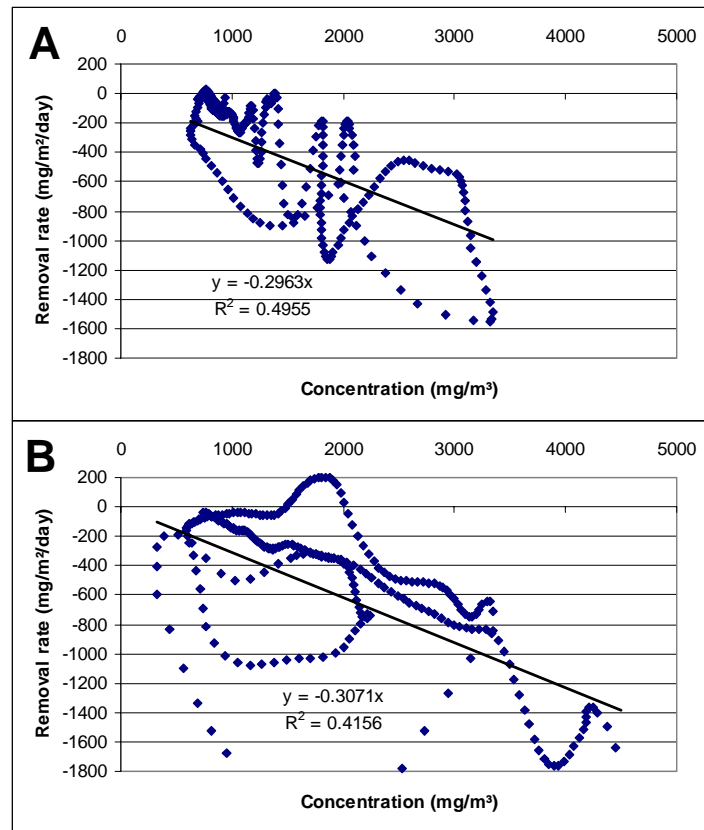 A
0 1000 2000 3000 4000 5000
200
0
-200
-400
-600
-800
-1000
-1200
-1400
-1600
-1800
Removal rate (mg/m²/day)
y = -0.2963x
R² = 0.4955
Concentration (mg/m³)
B
0 1000 2000 3000 4000 5000
200
0
-200
-400
-600
-800
-1000
-1200
-1400
-1600
-1800
Removal rate (mg/m²/day)
y = -0.3071x
R² = 0.4156
Concentration (mg/m³)